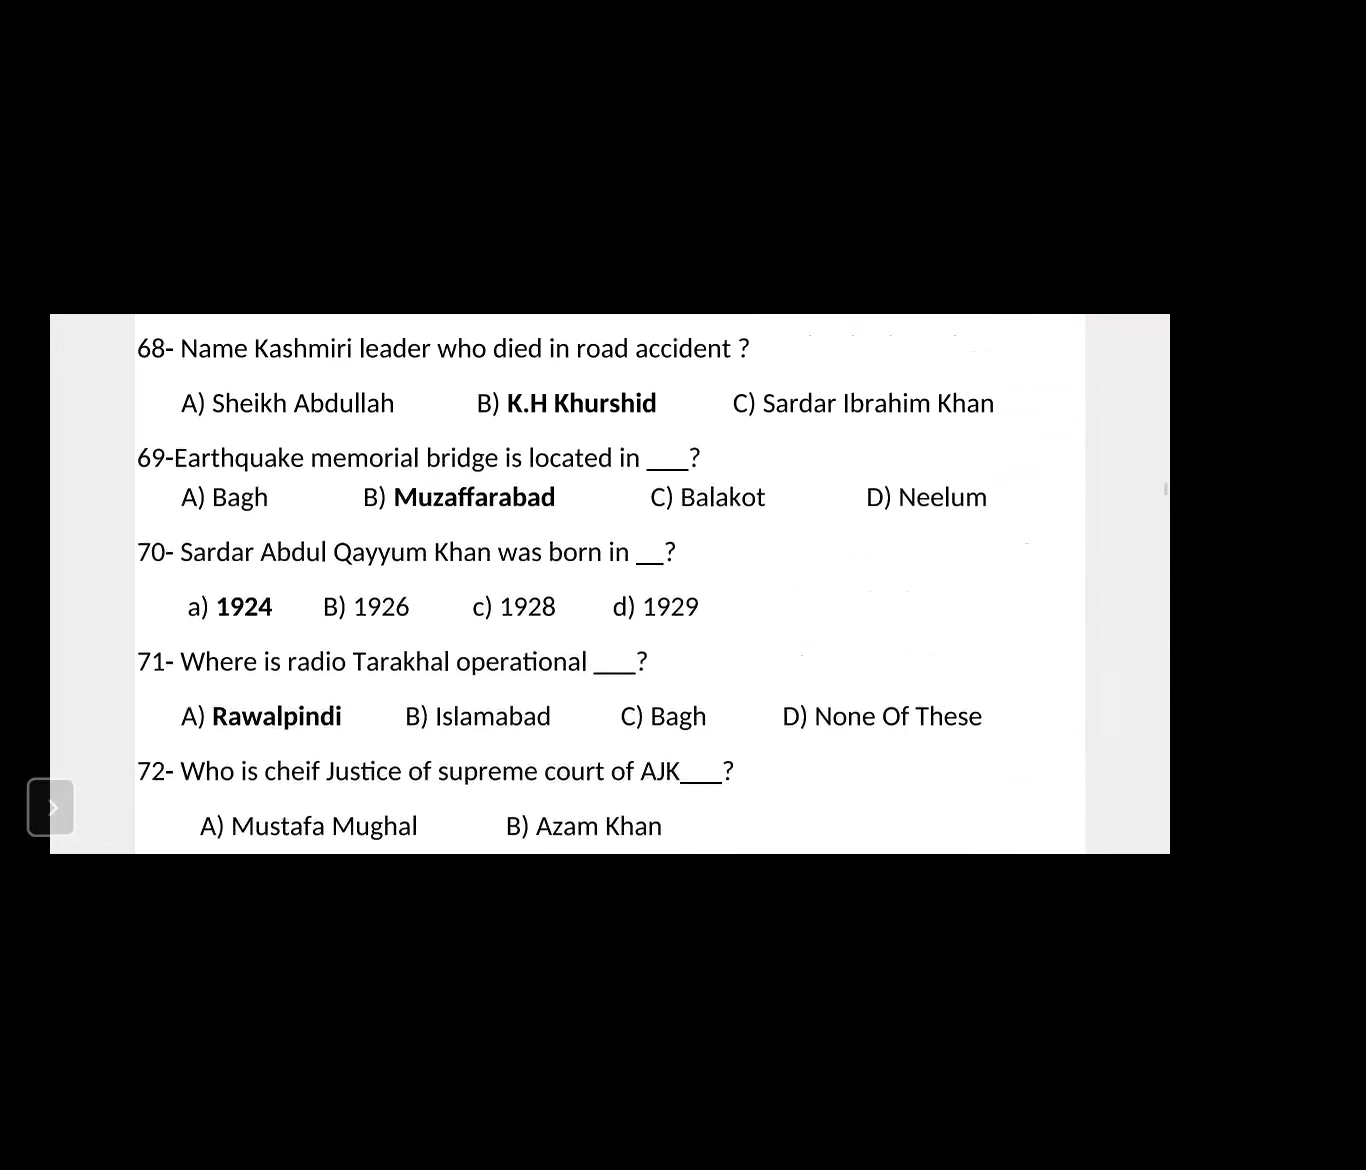 68- Name Kashmiri leader who died in road accident ?
A) Sheikh Abdullah B) K.H Khurshid C) Sardar Ibrahim Khan
69-Earthquake memorial bridge is located in ___?
A) Bagh B) Muzaffarabad C) Balakot D) Neelum
70- Sardar Abdul Qayyum Khan was born in __?
a) 1924 B) 1926 c) 1928 d) 1929
71- Where is radio Tarakhal operational ___?
A) Rawalpindi B) Islamabad C) Bagh D) None Of These
72- Who is cheif Justice of supreme court of AJK___?
A) Mustafa Mughal B) Azam Khan